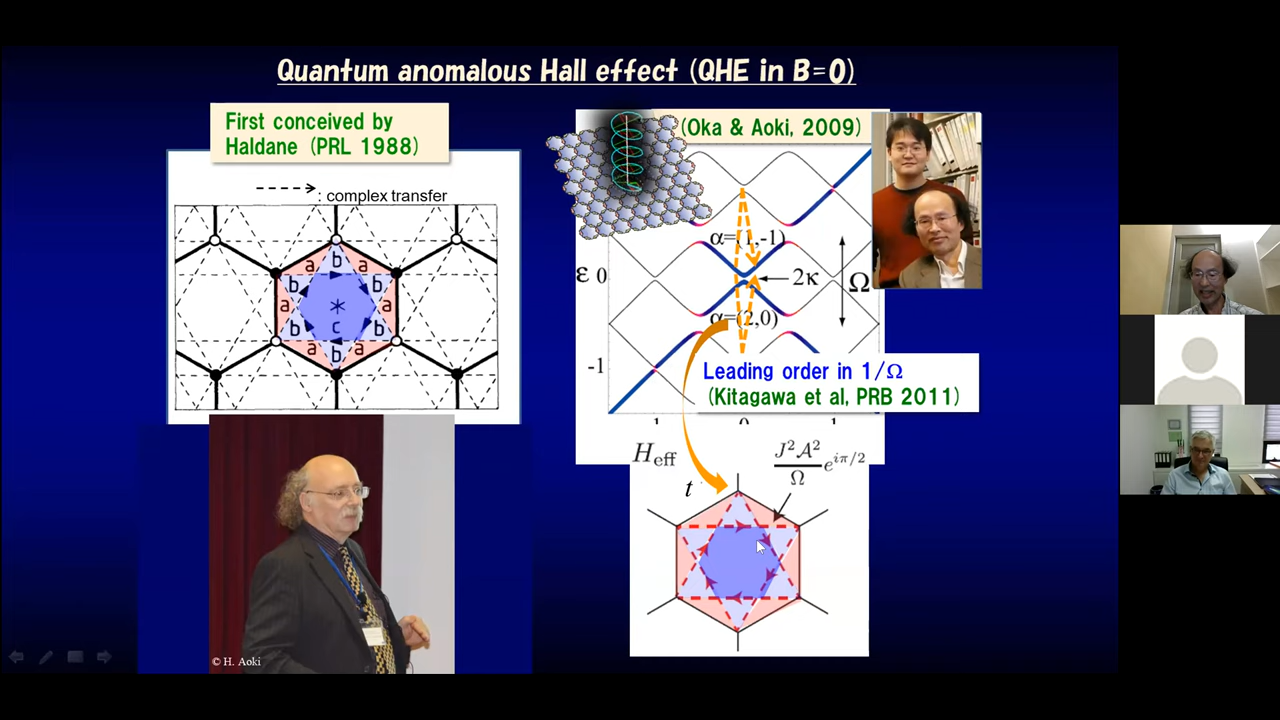 Quantum anomalous Hall effect (QHE in B=0)
First conceived by
Haldane (PRL 1988)
: complex transfer
b
a a
b b
a * a
b c b
a a
b
© H. Aoki
(Oka & Aoki, 2009)
α=(1,-1)
ε 0
2κ
Ω
α=(2,0)
-1
Leading order in 1/Ω
(Kitagawa et al, PRB 2011)
H_eff
J²A²/Ω e^{iπ/2}
t